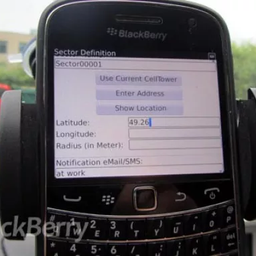 BlackBerry
Sector Definition
Sector00001
Use Current CellTower
Enter Address
Show Location
Latitude: 49.26
Longitude:
Radius (in Meter):
Notification eMail/SMS:
at work
BlackBerry
W E R T Y U I O P